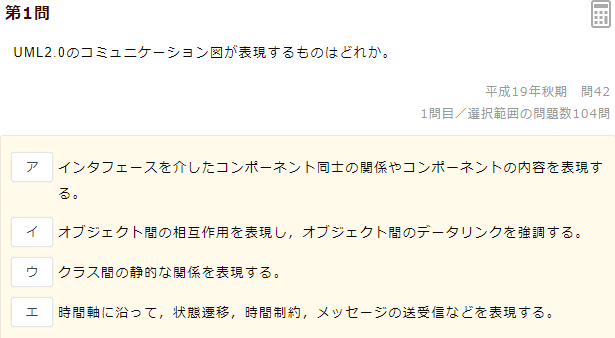 第1問
UML2.0のコミュニケーション図が表現するものはどれか。
平成19年秋期　問42
1問目／選択範囲の問題数104問
ア　インタフェースを介したコンポーネント同士の関係やコンポーネントの内容を表現す
る。
イ　オブジェクト間の相互作用を表現し，オブジェクト間のデータリンクを強調する。
ウ　クラス間の静的な関係を表現する。
エ　時間軸に沿って，状態遷移，時間制約，メッセージの送受信などを表現する。